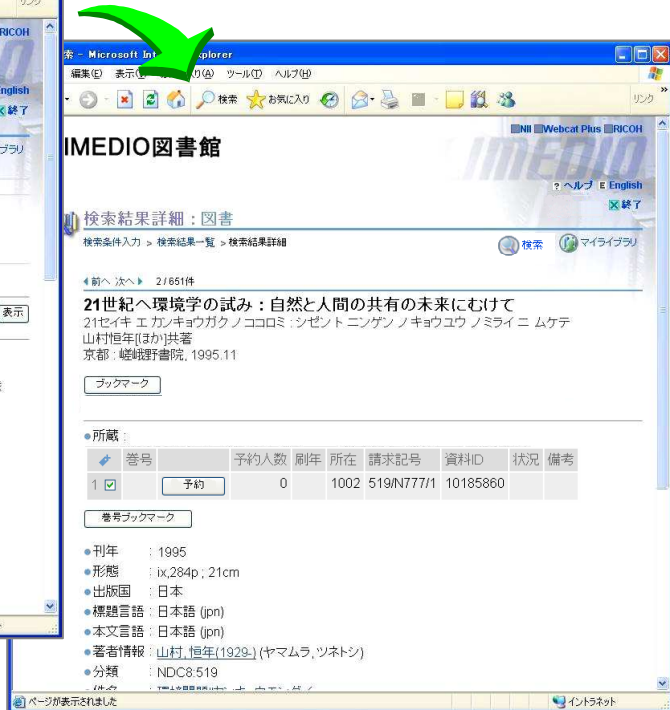 リンク
RICOH
English
終了
ブラリ
表示
索 - Microsoft Int xplorer
編集(E) 表示( り(A) ツール(T) ヘルプ(H)
検索 お気に入り リンク
NII Webcat Plus RICOH
IMEDIO図書館
IMEDIO
? ヘルプ E English
終了
検索結果詳細：図書
検索条件入力 > 検索結果一覧 > 検索結果詳細
検索 マイライブラリ
前へ 次へ 2 / 651件
21世紀へ環境学の試み：自然と人間の共有の未来にむけて
21セイキ エ カンキョウガク ノ ココロミ : シゼン ト ニンゲン ノ キョウユウ ノ ミライ ニ ムケテ
山村恒年[ほか]共著
京都 : 嵯峨野書院, 1995.11
ブックマーク
所蔵 :
巻号 予約人数 刷年 所在 請求記号 資料ID 状況 備考
1 予約 0 1002 519/N777/1 10185860
巻号ブックマーク
刊年 : 1995
形態 : ix,284p ; 21cm
出版国 : 日本
標題言語 : 日本語 (jpn)
本文言語 : 日本語 (jpn)
著者情報 : 山村, 恒年(1929-) (ヤマムラ, ツネトシ)
分類 : NDC8:519
ページが表示されました イントラネット